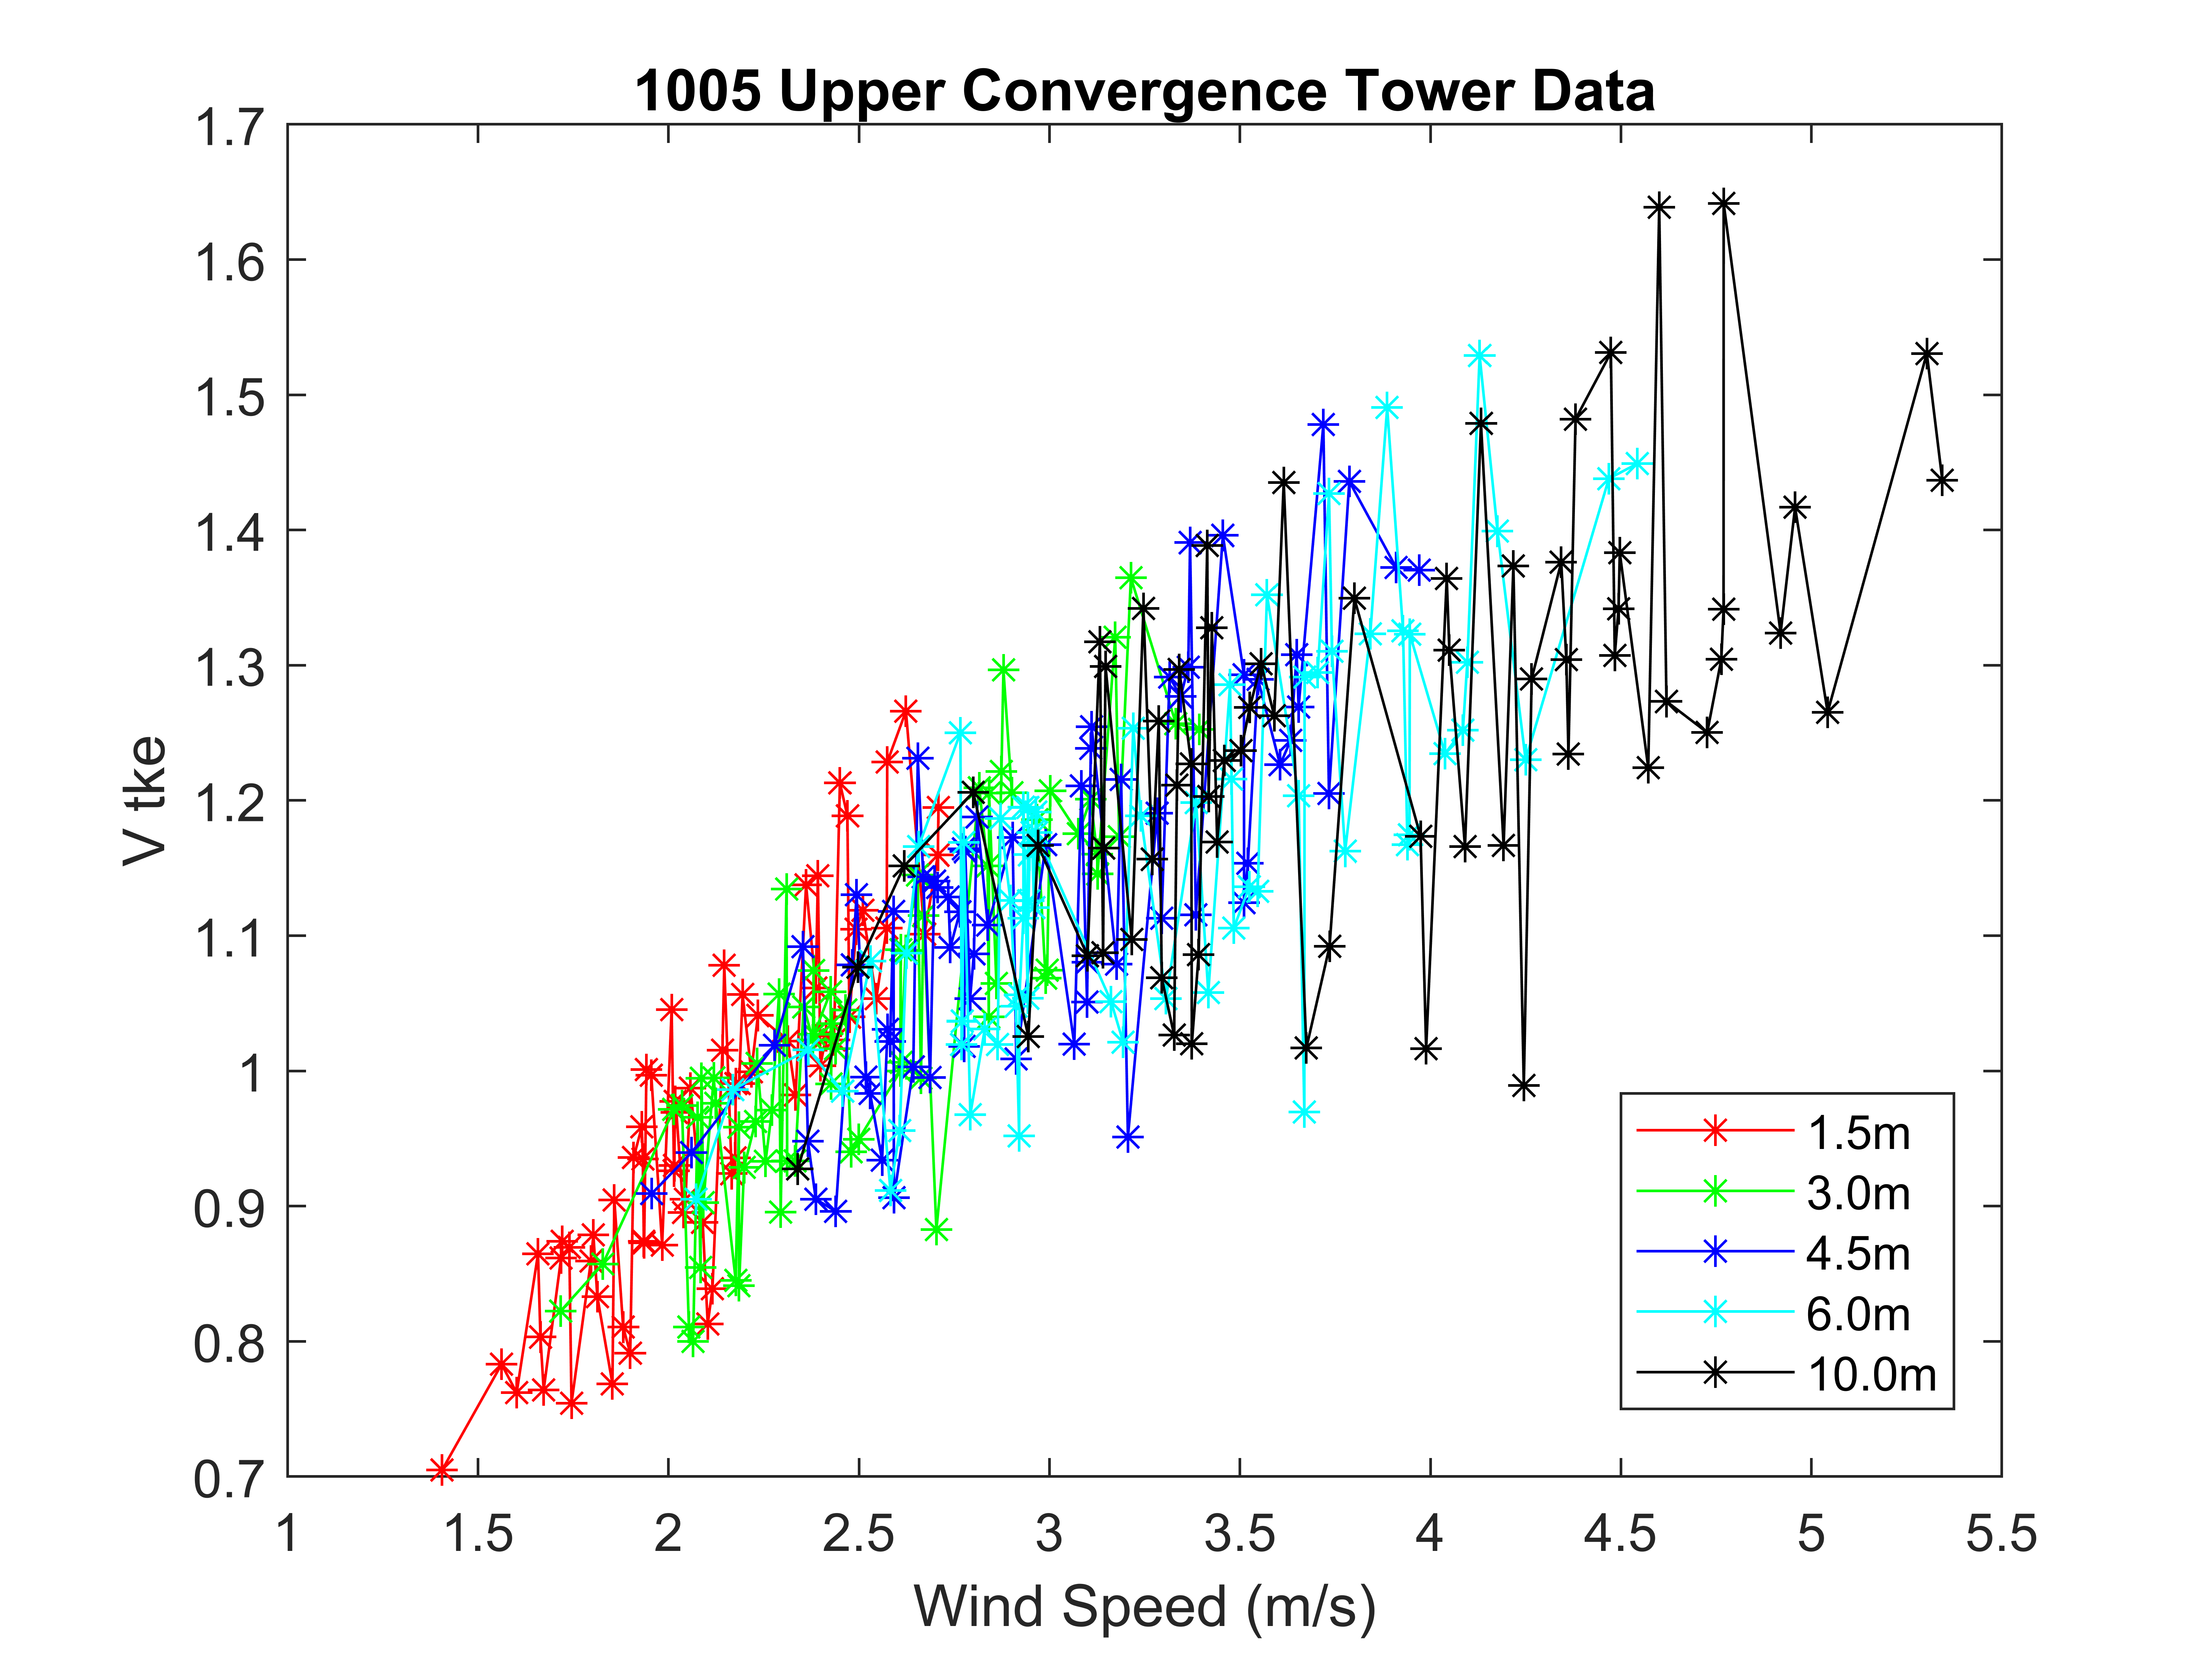 1005 Upper Convergence Tower Data
1.7
1.6
1.5
1.4
1.3
1.2
1.1
1
0.9
0.8
0.7
V tke
1 1.5 2 2.5 3 3.5 4 4.5 5 5.5
Wind Speed (m/s)
1.5m
3.0m
4.5m
6.0m
10.0m